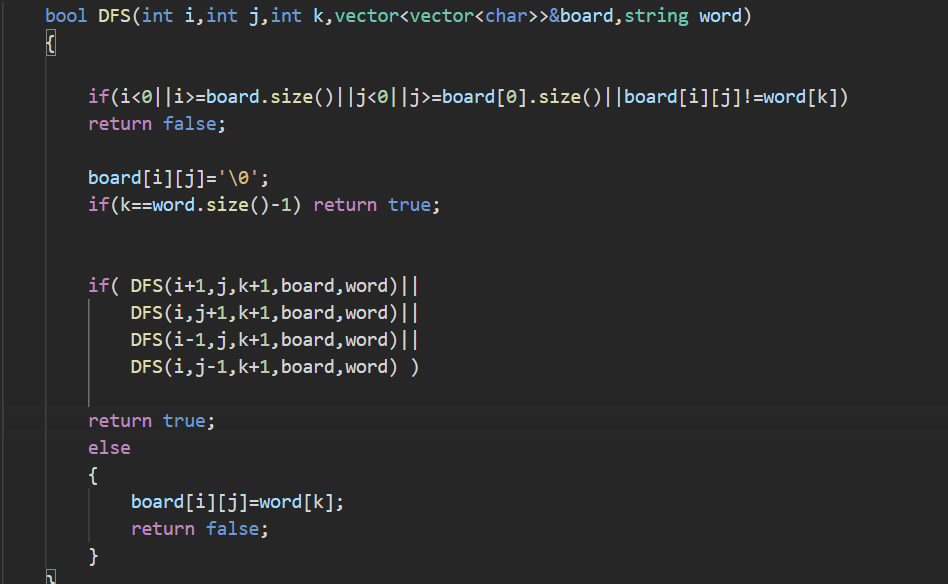 bool DFS(int i,int j,int k,vector<vector<char>>&board,string word)
{
if(i<0||i>=board.size()||j<0||j>=board[0].size()||board[i][j]!=word[k])
return false;
board[i][j]='\0';
if(k==word.size()-1) return true;
if( DFS(i+1,j,k+1,board,word)||
DFS(i,j+1,k+1,board,word)||
DFS(i-1,j,k+1,board,word)||
DFS(i,j-1,k+1,board,word) )
return true;
else
{
board[i][j]=word[k];
return false;
}
}